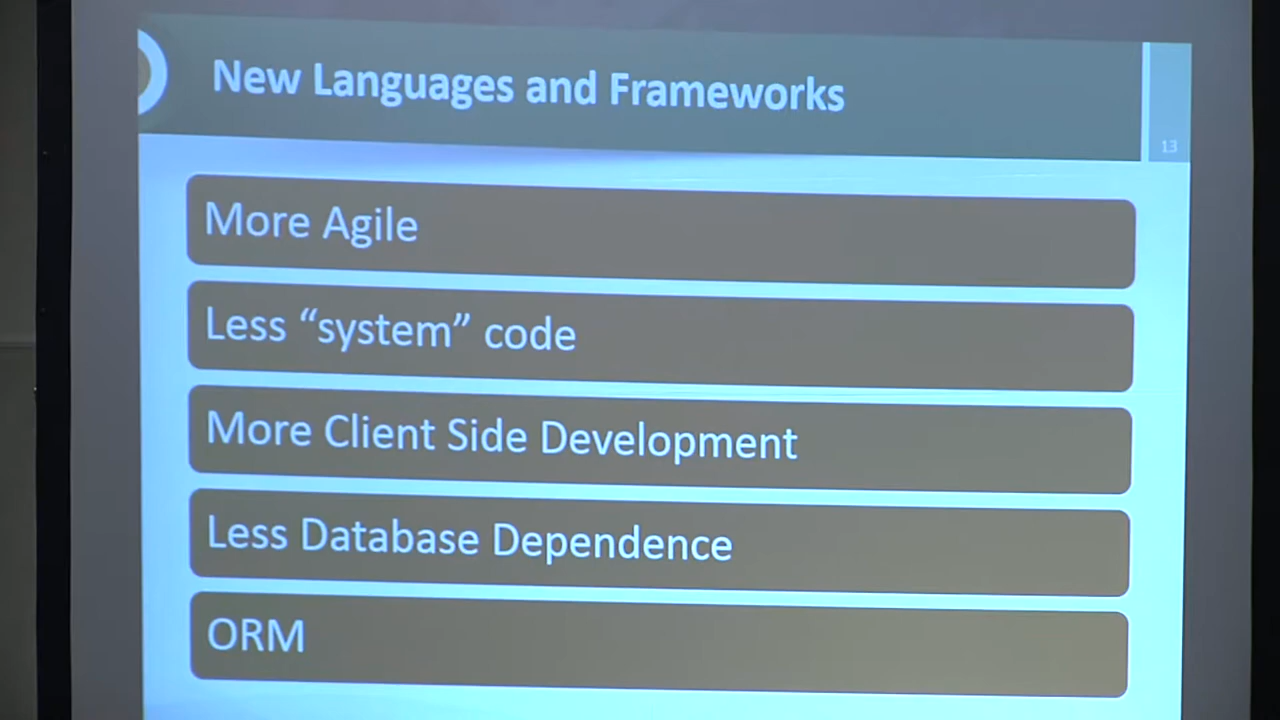 New Languages and Frameworks
13
More Agile
Less “system” code
More Client Side Development
Less Database Dependence
ORM